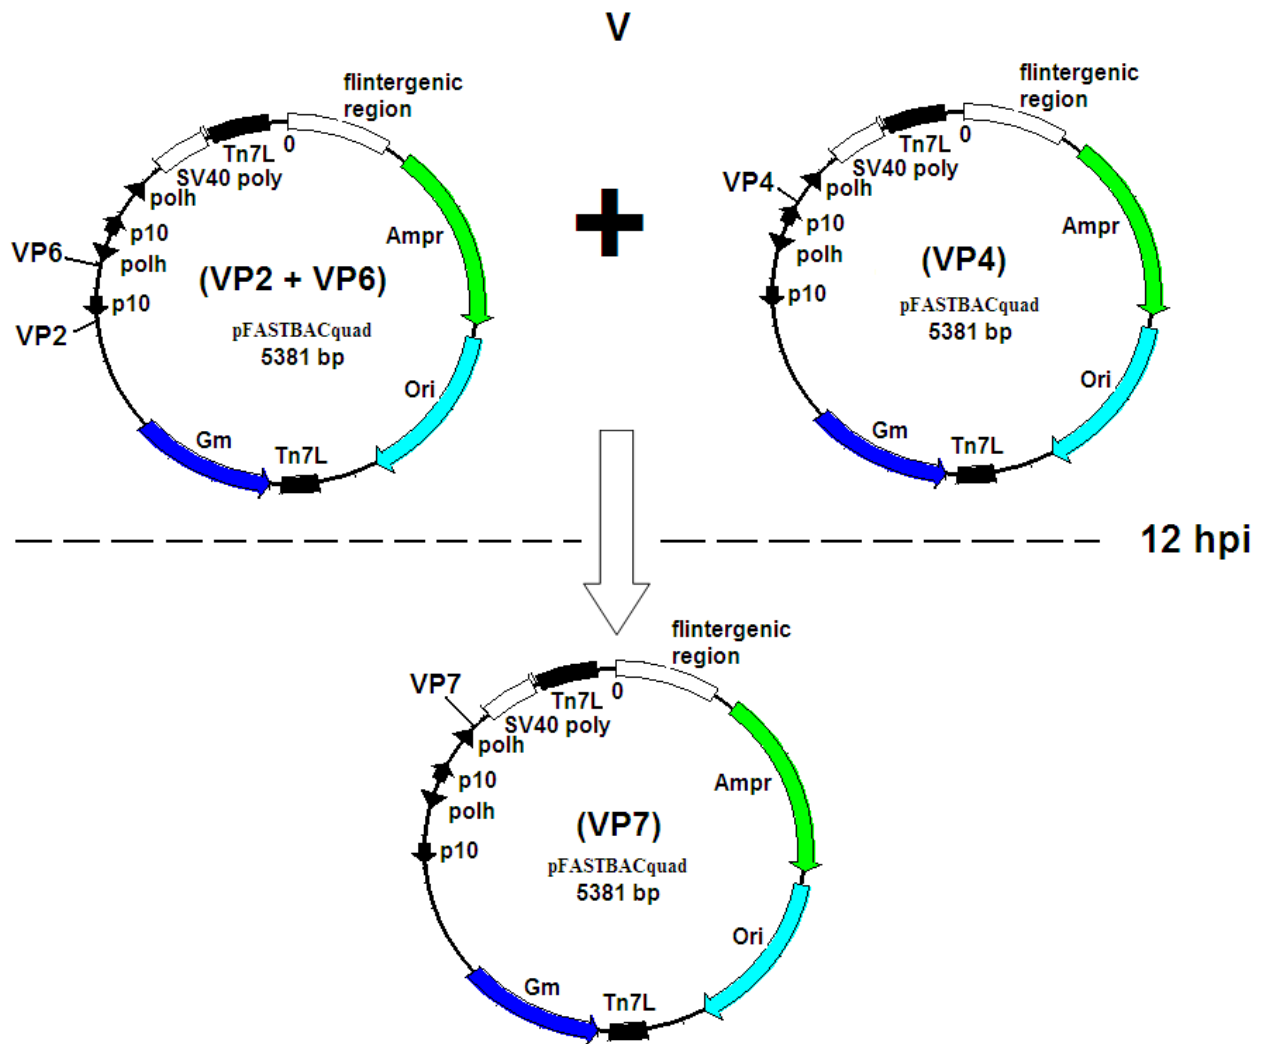 V
flintergenic
region
Tn7L
0
SV40 poly
polh
p10
polh
p10
VP6
VP2
Ampr
(VP2 + VP6)
pFASTBACquad
5381 bp
Ori
Gm
Tn7L
+
flintergenic
region
Tn7L
0
SV40 poly
VP4
polh
p10
polh
p10
Ampr
(VP4)
pFASTBACquad
5381 bp
Ori
Gm
Tn7L
12 hpi
flintergenic
region
VP7
Tn7L
0
SV40 poly
polh
p10
polh
p10
Ampr
(VP7)
pFASTBACquad
5381 bp
Ori
Gm
Tn7L